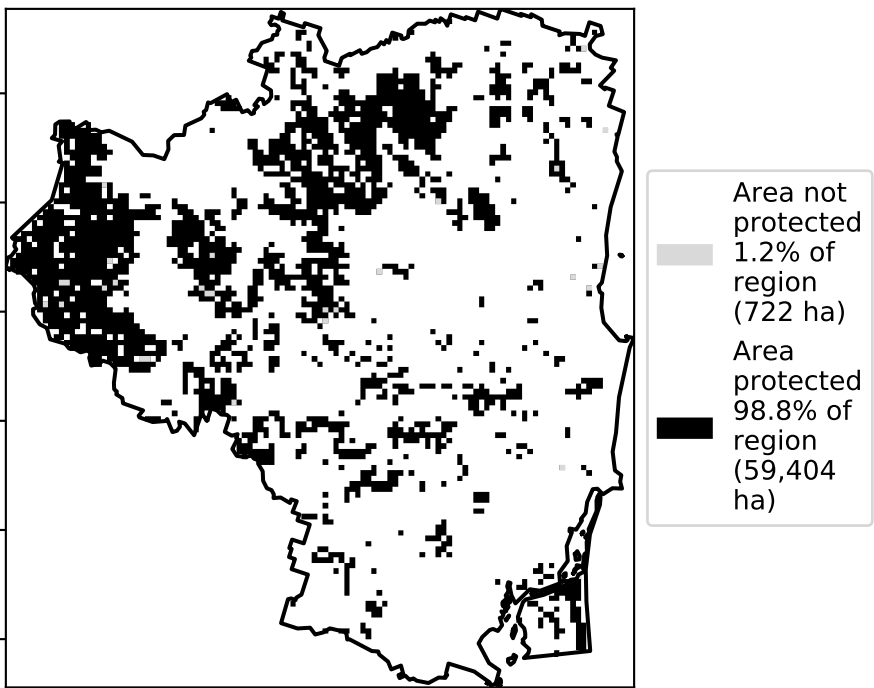 Area not
protected
1.2% of
region
(722 ha)
Area
protected
98.8% of
region
(59,404
ha)